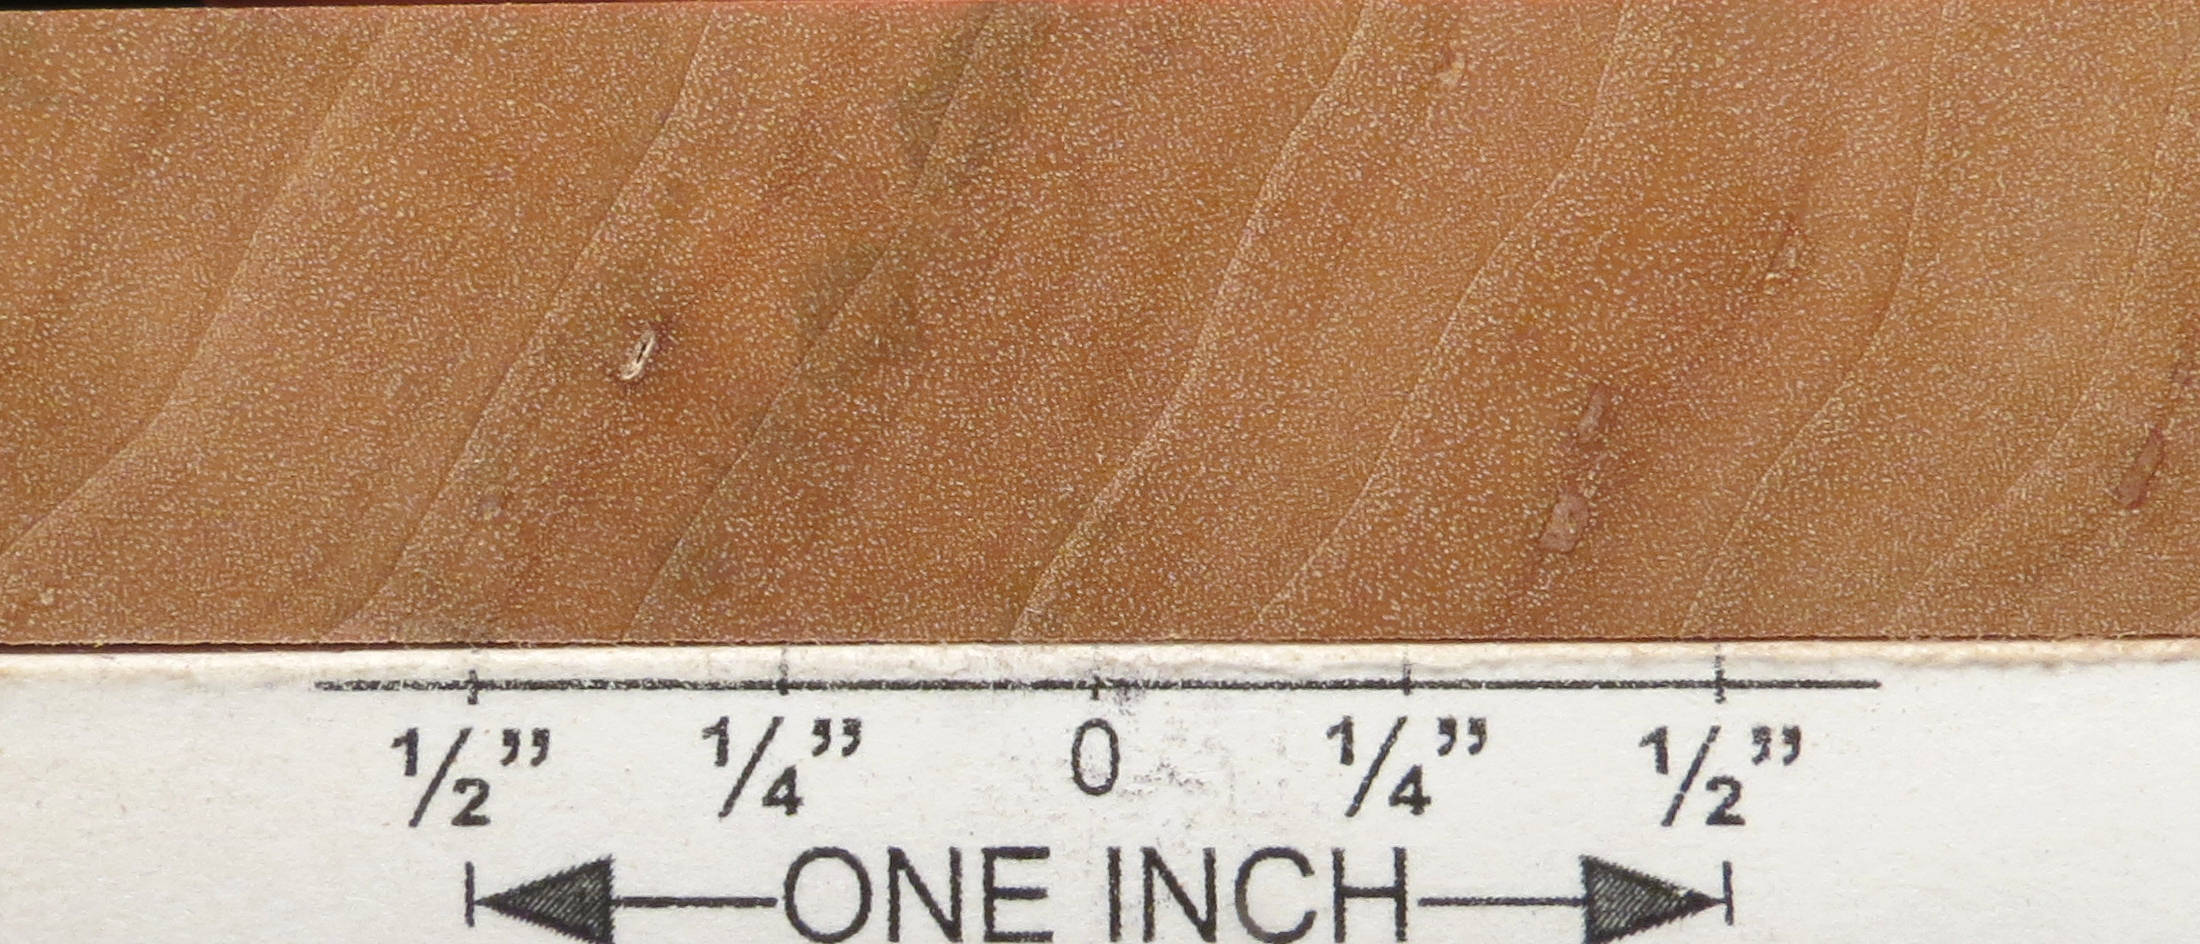 1/2” 1/4” 0 1/4” 1/2”
ONE INCH